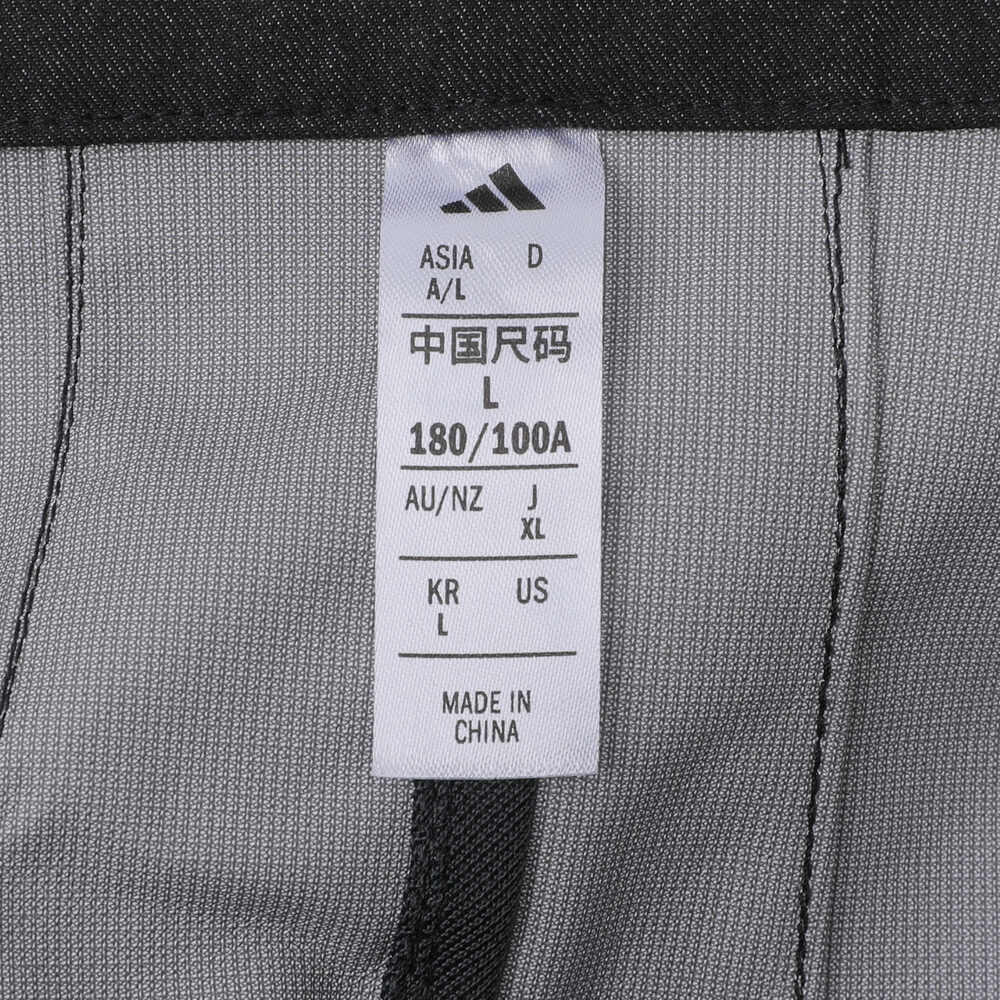 ASIA D
A/L
中国尺码
L
180/100A
AU/NZ J
XL
KR US
L
MADE IN
CHINA